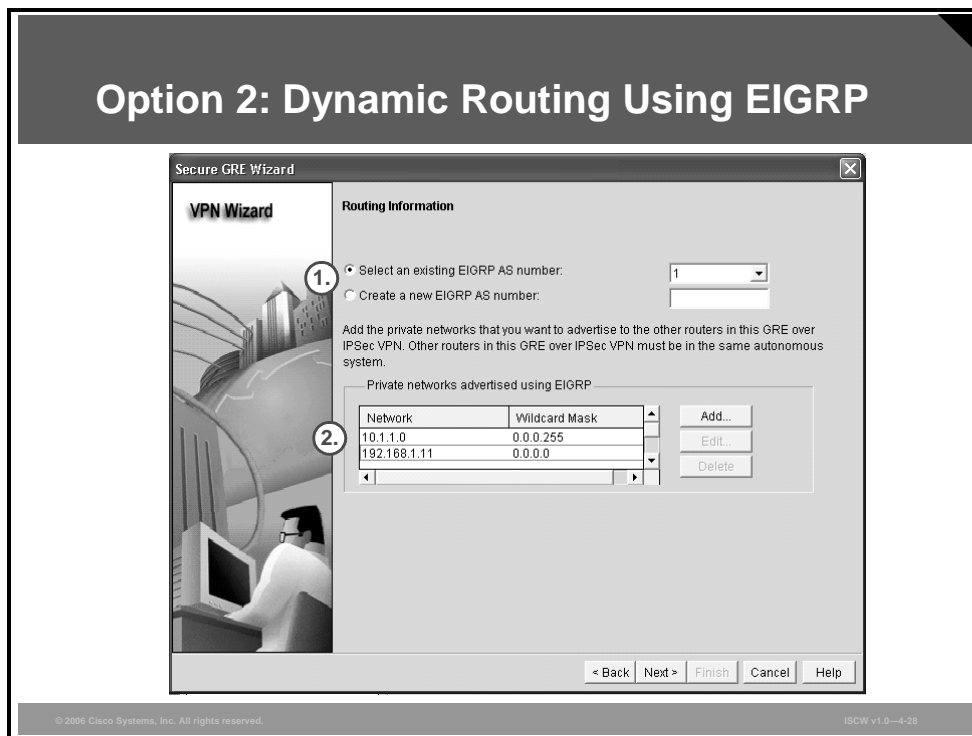 Option 2: Dynamic Routing Using EIGRP
Secure GRE Wizard
VPN Wizard
Routing Information
1.
Select an existing EIGRP AS number:
1
Create a new EIGRP AS number:
Add the private networks that you want to advertise to the other routers in this GRE over
IPSec VPN. Other routers in this GRE over IPSec VPN must be in the same autonomous
system.
Private networks advertised using EIGRP
2.
Network Wildcard Mask
10.1.1.0 0.0.0.255
192.168.1.11 0.0.0.0
Add...
Edit...
Delete
< Back Next > Finish Cancel Help
© 2006 Cisco Systems, Inc. All rights reserved. ISCW v1.0—4-28